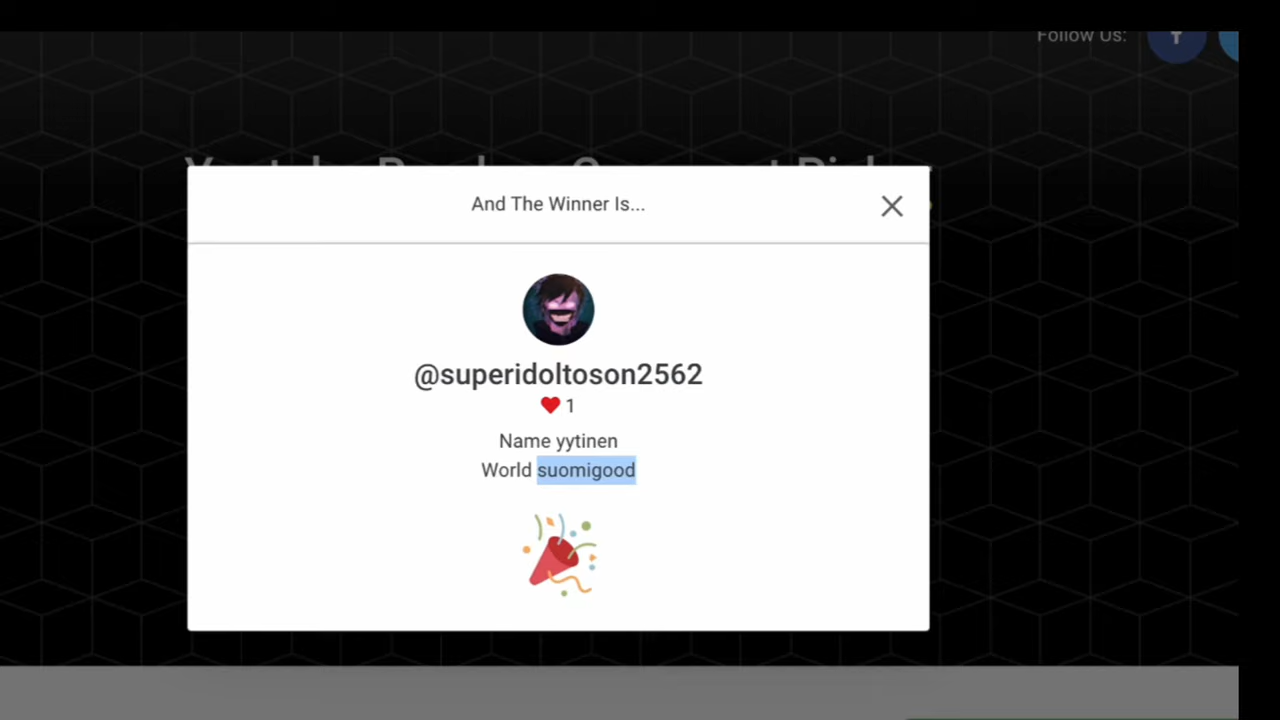 Follow Us:
And The Winner Is...
@superidoltoson2562
1
Name yytinen
World suomigood